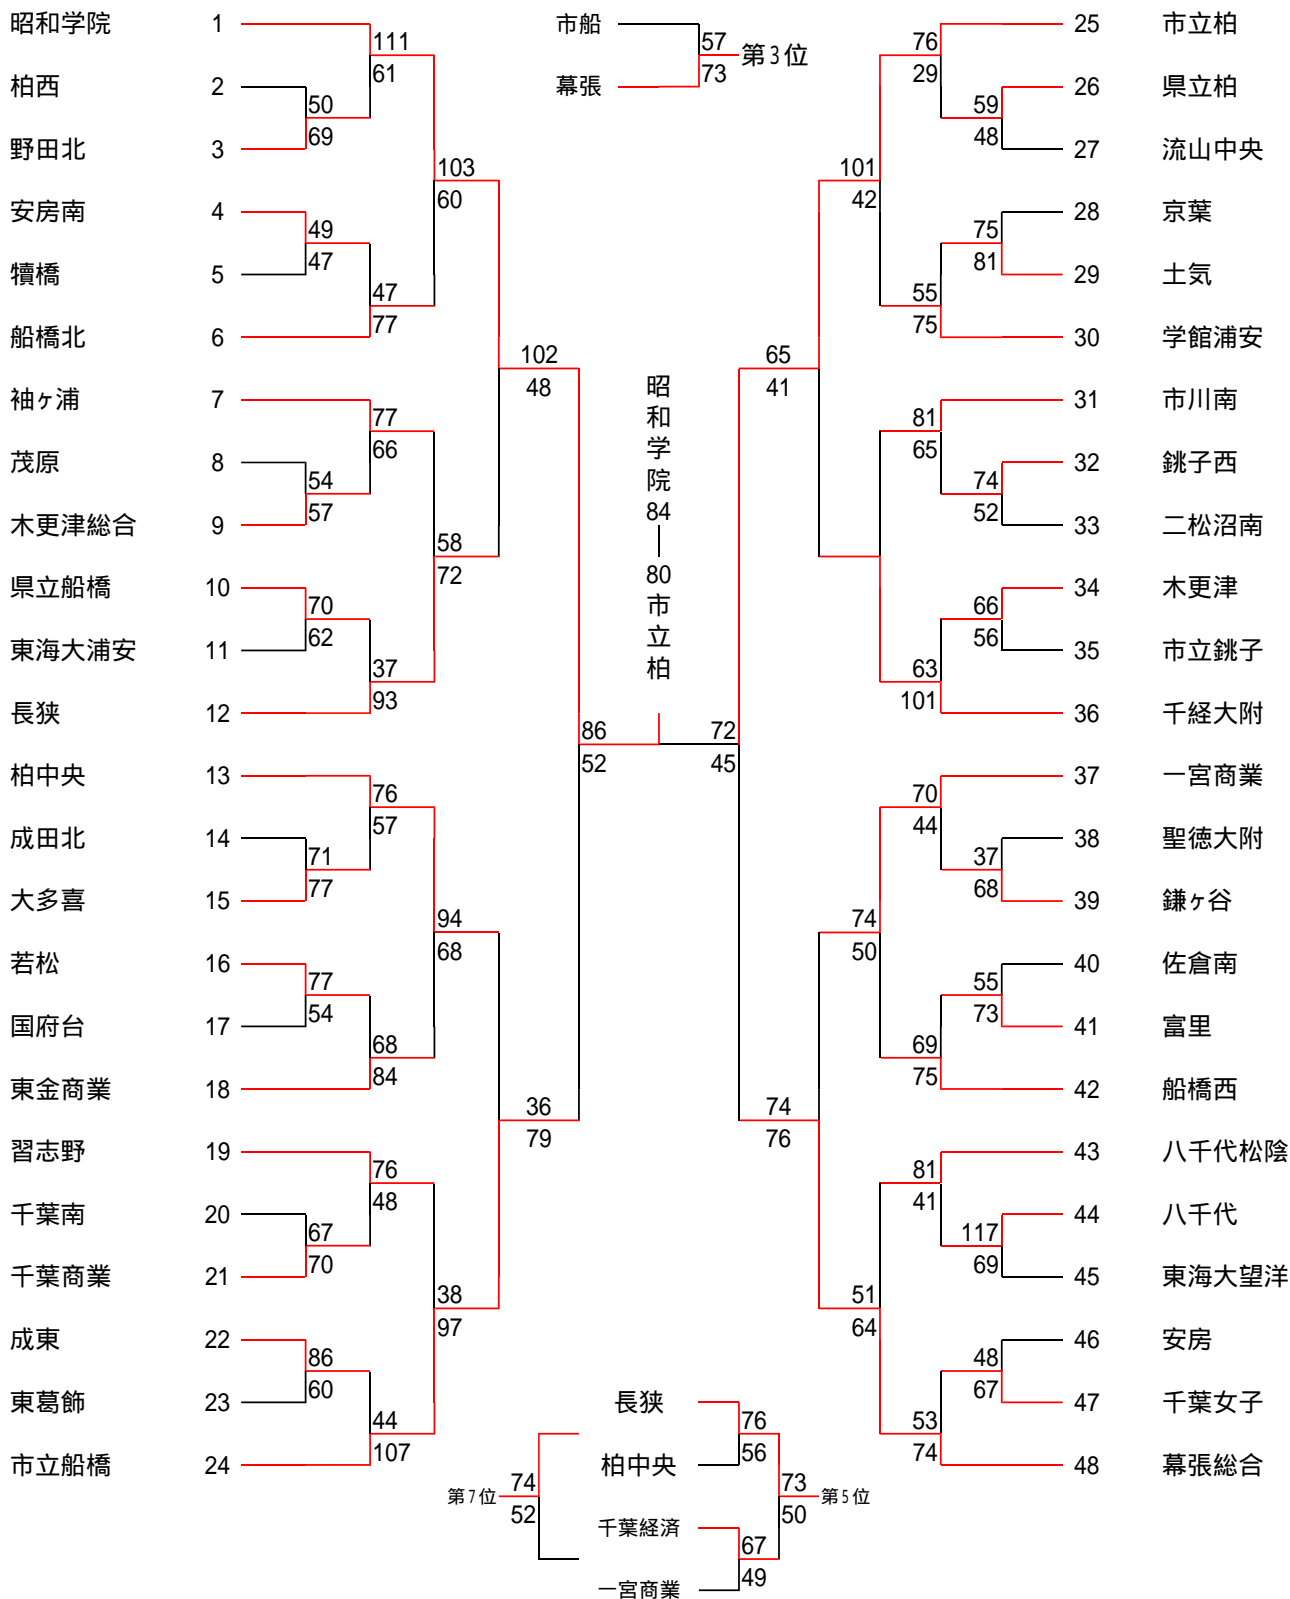 昭和学院 1
柏西 2
野田北 3
安房南 4
犢橋 5
船橋北 6
袖ヶ浦 7
茂原 8
木更津総合 9
県立船橋 10
東海大浦安 11
長狭 12
柏中央 13
成田北 14
大多喜 15
若松 16
国府台 17
東金商業 18
習志野 19
千葉南 20
千葉商業 21
成東 22
東葛飾 23
市立船橋 24
111
61
50
69
103
60
49
47
47
77
102
48
77
66
54
57
58
72
70
62
37
93
86
52
76
57
71
77
94
68
77
54
68
84
36
79
76
48
67
70
38
97
86
60
44
107
市船
幕張
57
73
第3位
昭和学院
84
80
市立柏
76
29
59
48
101
42
75
81
55
75
65
41
81
65
74
52
66
56
63
101
72
45
70
44
37
68
74
50
55
73
69
75
74
76
81
41
117
69
51
64
48
67
53
74
25 市立柏
26 県立柏
27 流山中央
28 京葉
29 土気
30 学館浦安
31 市川南
32 銚子西
33 二松沼南
34 木更津
35 市立銚子
36 千経大附
37 一宮商業
38 聖徳大附
39 鎌ヶ谷
40 佐倉南
41 富里
42 船橋西
43 八千代松陰
44 八千代
45 東海大望洋
46 安房
47 千葉女子
48 幕張総合
長狭
柏中央
千葉経済
一宮商業
76
56
67
49
73
50
第5位
74
52
第7位